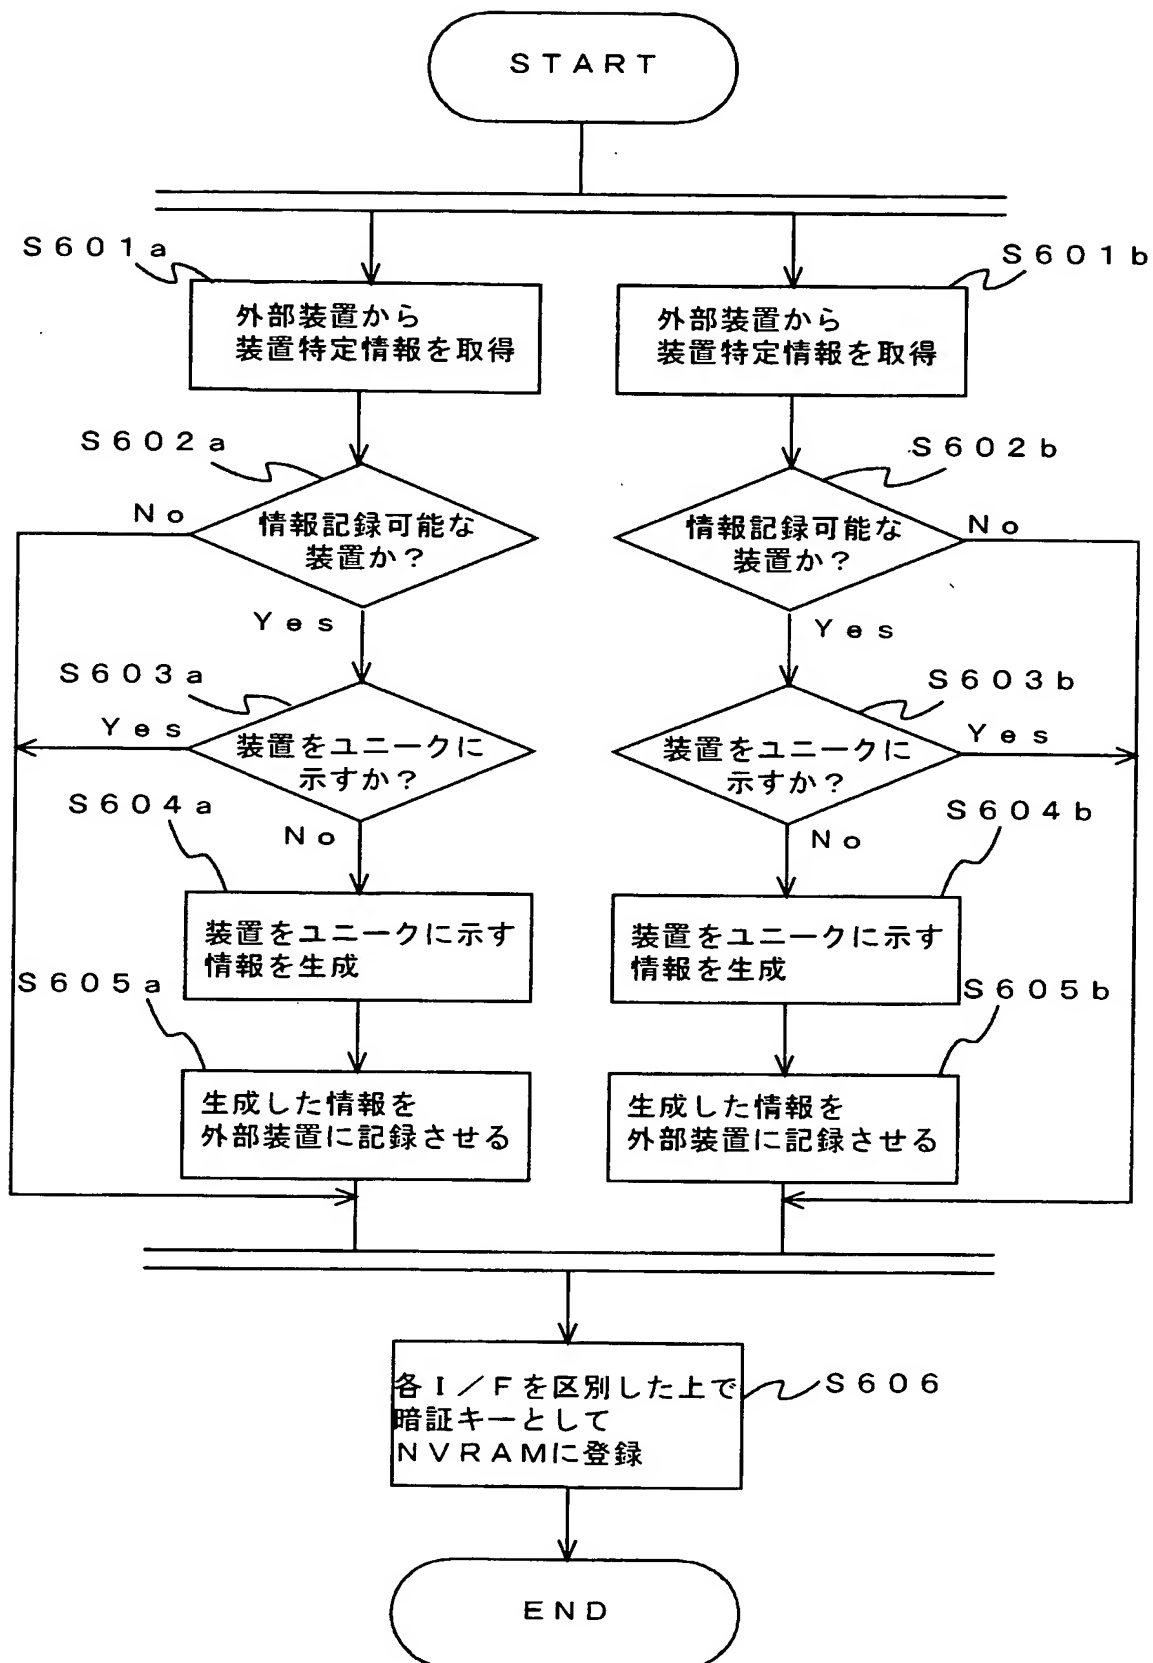 ＳＴＡＲＴ
Ｓ６０１ａ
外部装置から
装置特定情報を取得
Ｓ６０２ａ
情報記録可能な
装置か？
Ｎｏ
Ｙｅｓ
Ｓ６０３ａ
装置をユニークに
示すか？
Ｙｅｓ
Ｎｏ
Ｓ６０４ａ
装置をユニークに示す
情報を生成
Ｓ６０５ａ
生成した情報を
外部装置に記録させる
Ｓ６０１ｂ
外部装置から
装置特定情報を取得
Ｓ６０２ｂ
情報記録可能な
装置か？
Ｎｏ
Ｙｅｓ
Ｓ６０３ｂ
装置をユニークに
示すか？
Ｙｅｓ
Ｎｏ
Ｓ６０４ｂ
装置をユニークに示す
情報を生成
Ｓ６０５ｂ
生成した情報を
外部装置に記録させる
各Ｉ／Ｆを区別した上で
暗証キーとして
ＮＶＲＡＭに登録
Ｓ６０６
ＥＮＤ